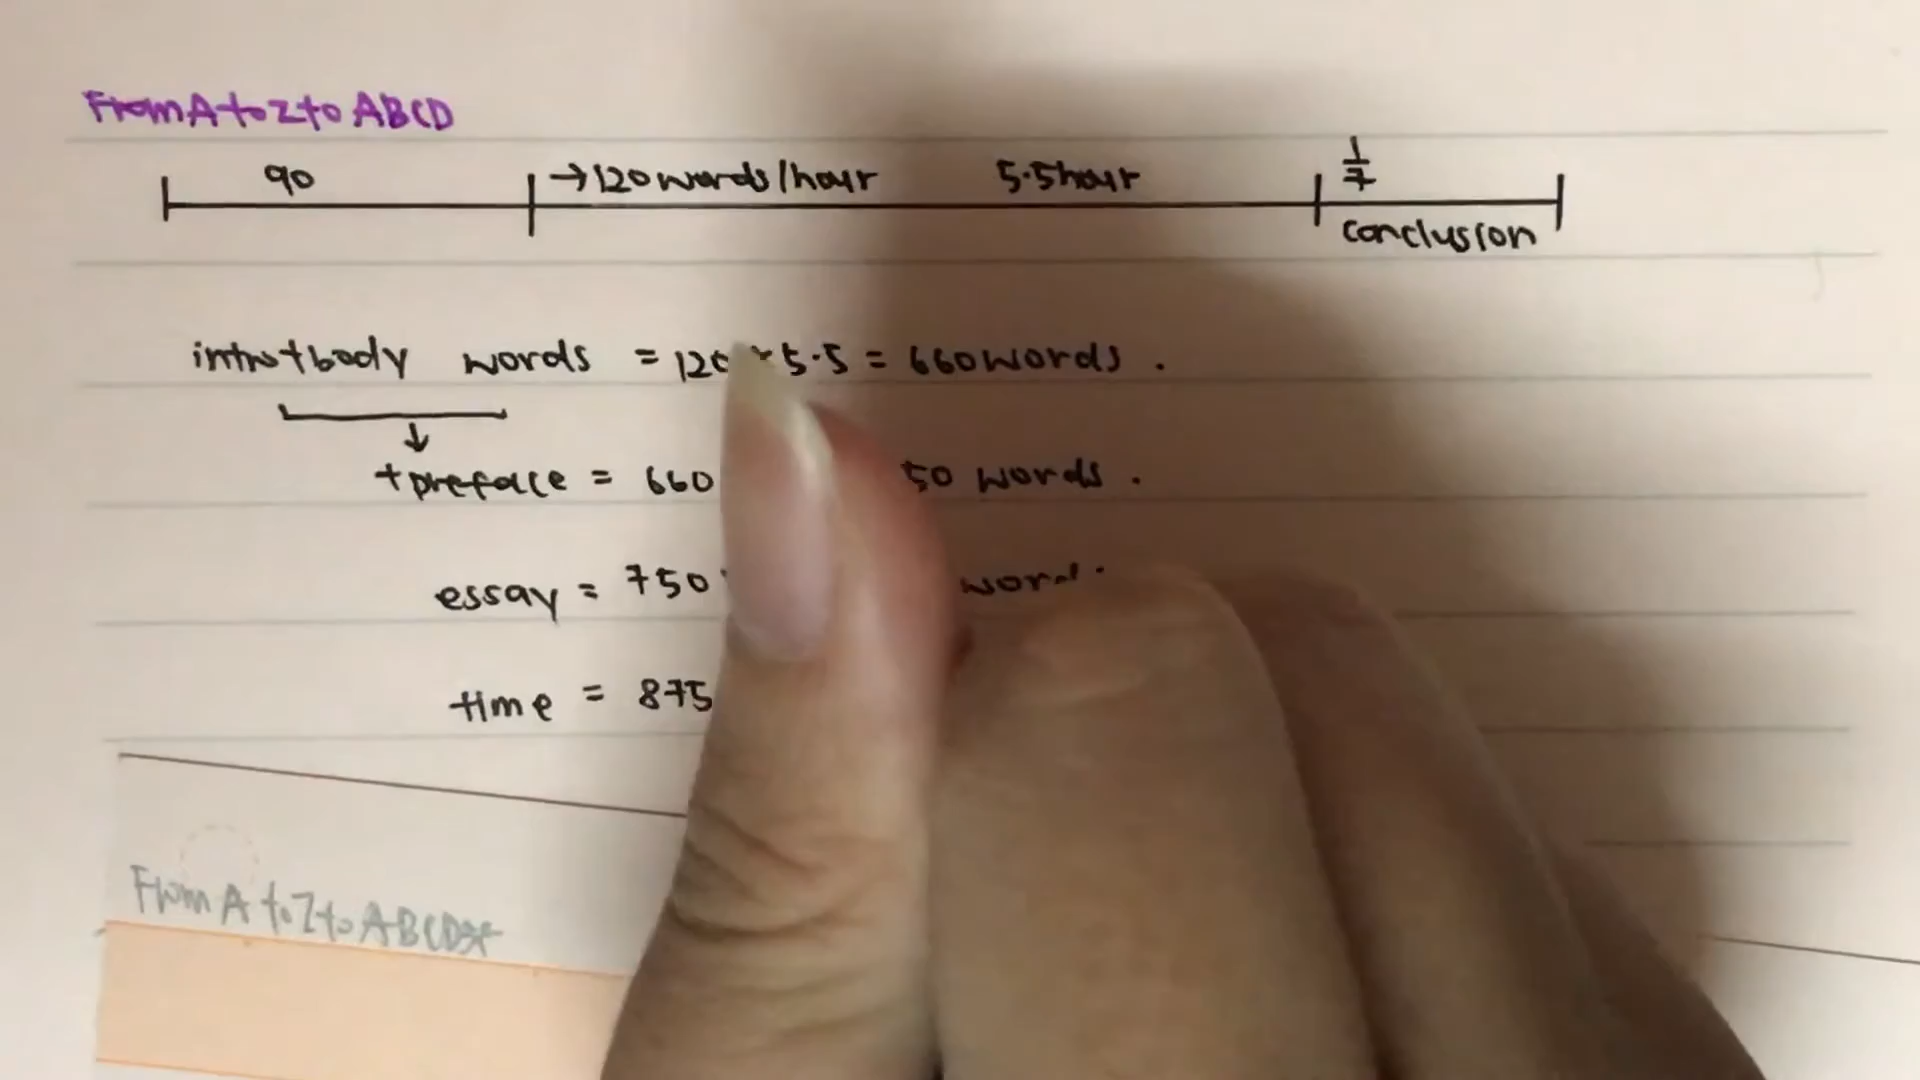 From A to Z to ABCD
90 →120 words/hour 5.5hour 1/7
conclusion
intro+body words = 120 × 5.5 = 660 words .
↓
+preface = 660 50 words .
essay = 750 word.
time = 875
From A to Z to ABCD